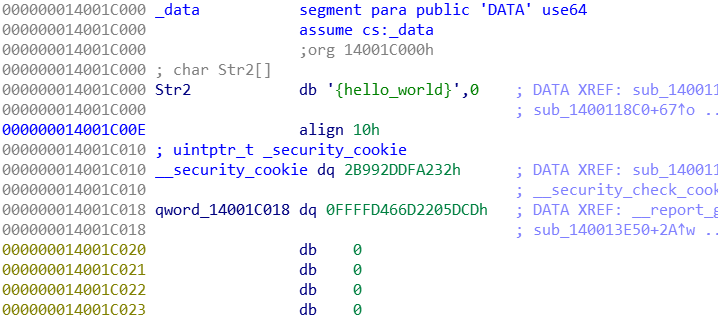 000000014001C000 _data segment para public 'DATA' use64
000000014001C000 assume cs:_data
000000014001C000 ;org 14001C000h
000000014001C000 ; char Str2[]
000000014001C000 Str2 db '{hello_world}',0 ; DATA XREF: sub_140011
000000014001C000 ; sub_1400118C0+67↑o ..
000000014001C00E align 10h
000000014001C010 ; uintptr_t _security_cookie
000000014001C010 __security_cookie dq 2B992DDFA232h ; DATA XREF: sub_140011
000000014001C010 ; __security_check_cook
000000014001C018 qword_14001C018 dq 0FFFFD466D2205DCDh ; DATA XREF: __report_g
000000014001C018 ; sub_140013E50+2A↑w ..
000000014001C020 db 0
000000014001C021 db 0
000000014001C022 db 0
000000014001C023 db 0